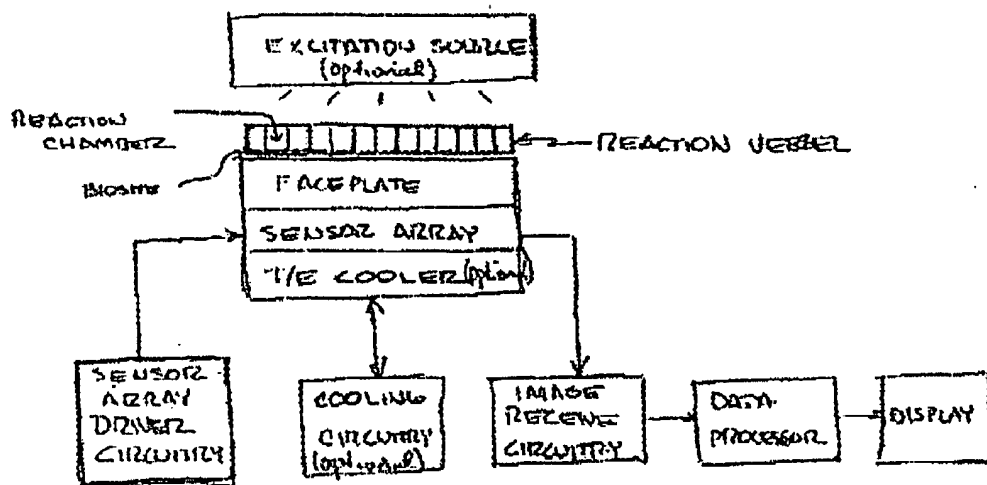 EXCITATION SOURCE
(optional)
REACTION
CHAMBER
REACTION VESSEL
BIOSITE
FACEPLATE
SENSOR ARRAY
T/E COOLER (optional)
SENSOR
ARRAY
DRIVER
CIRCUITRY
COOLING
CIRCUITRY
(optional)
IMAGE
RECEIVE
CIRCUITRY
DATA
PROCESSOR
DISPLAY